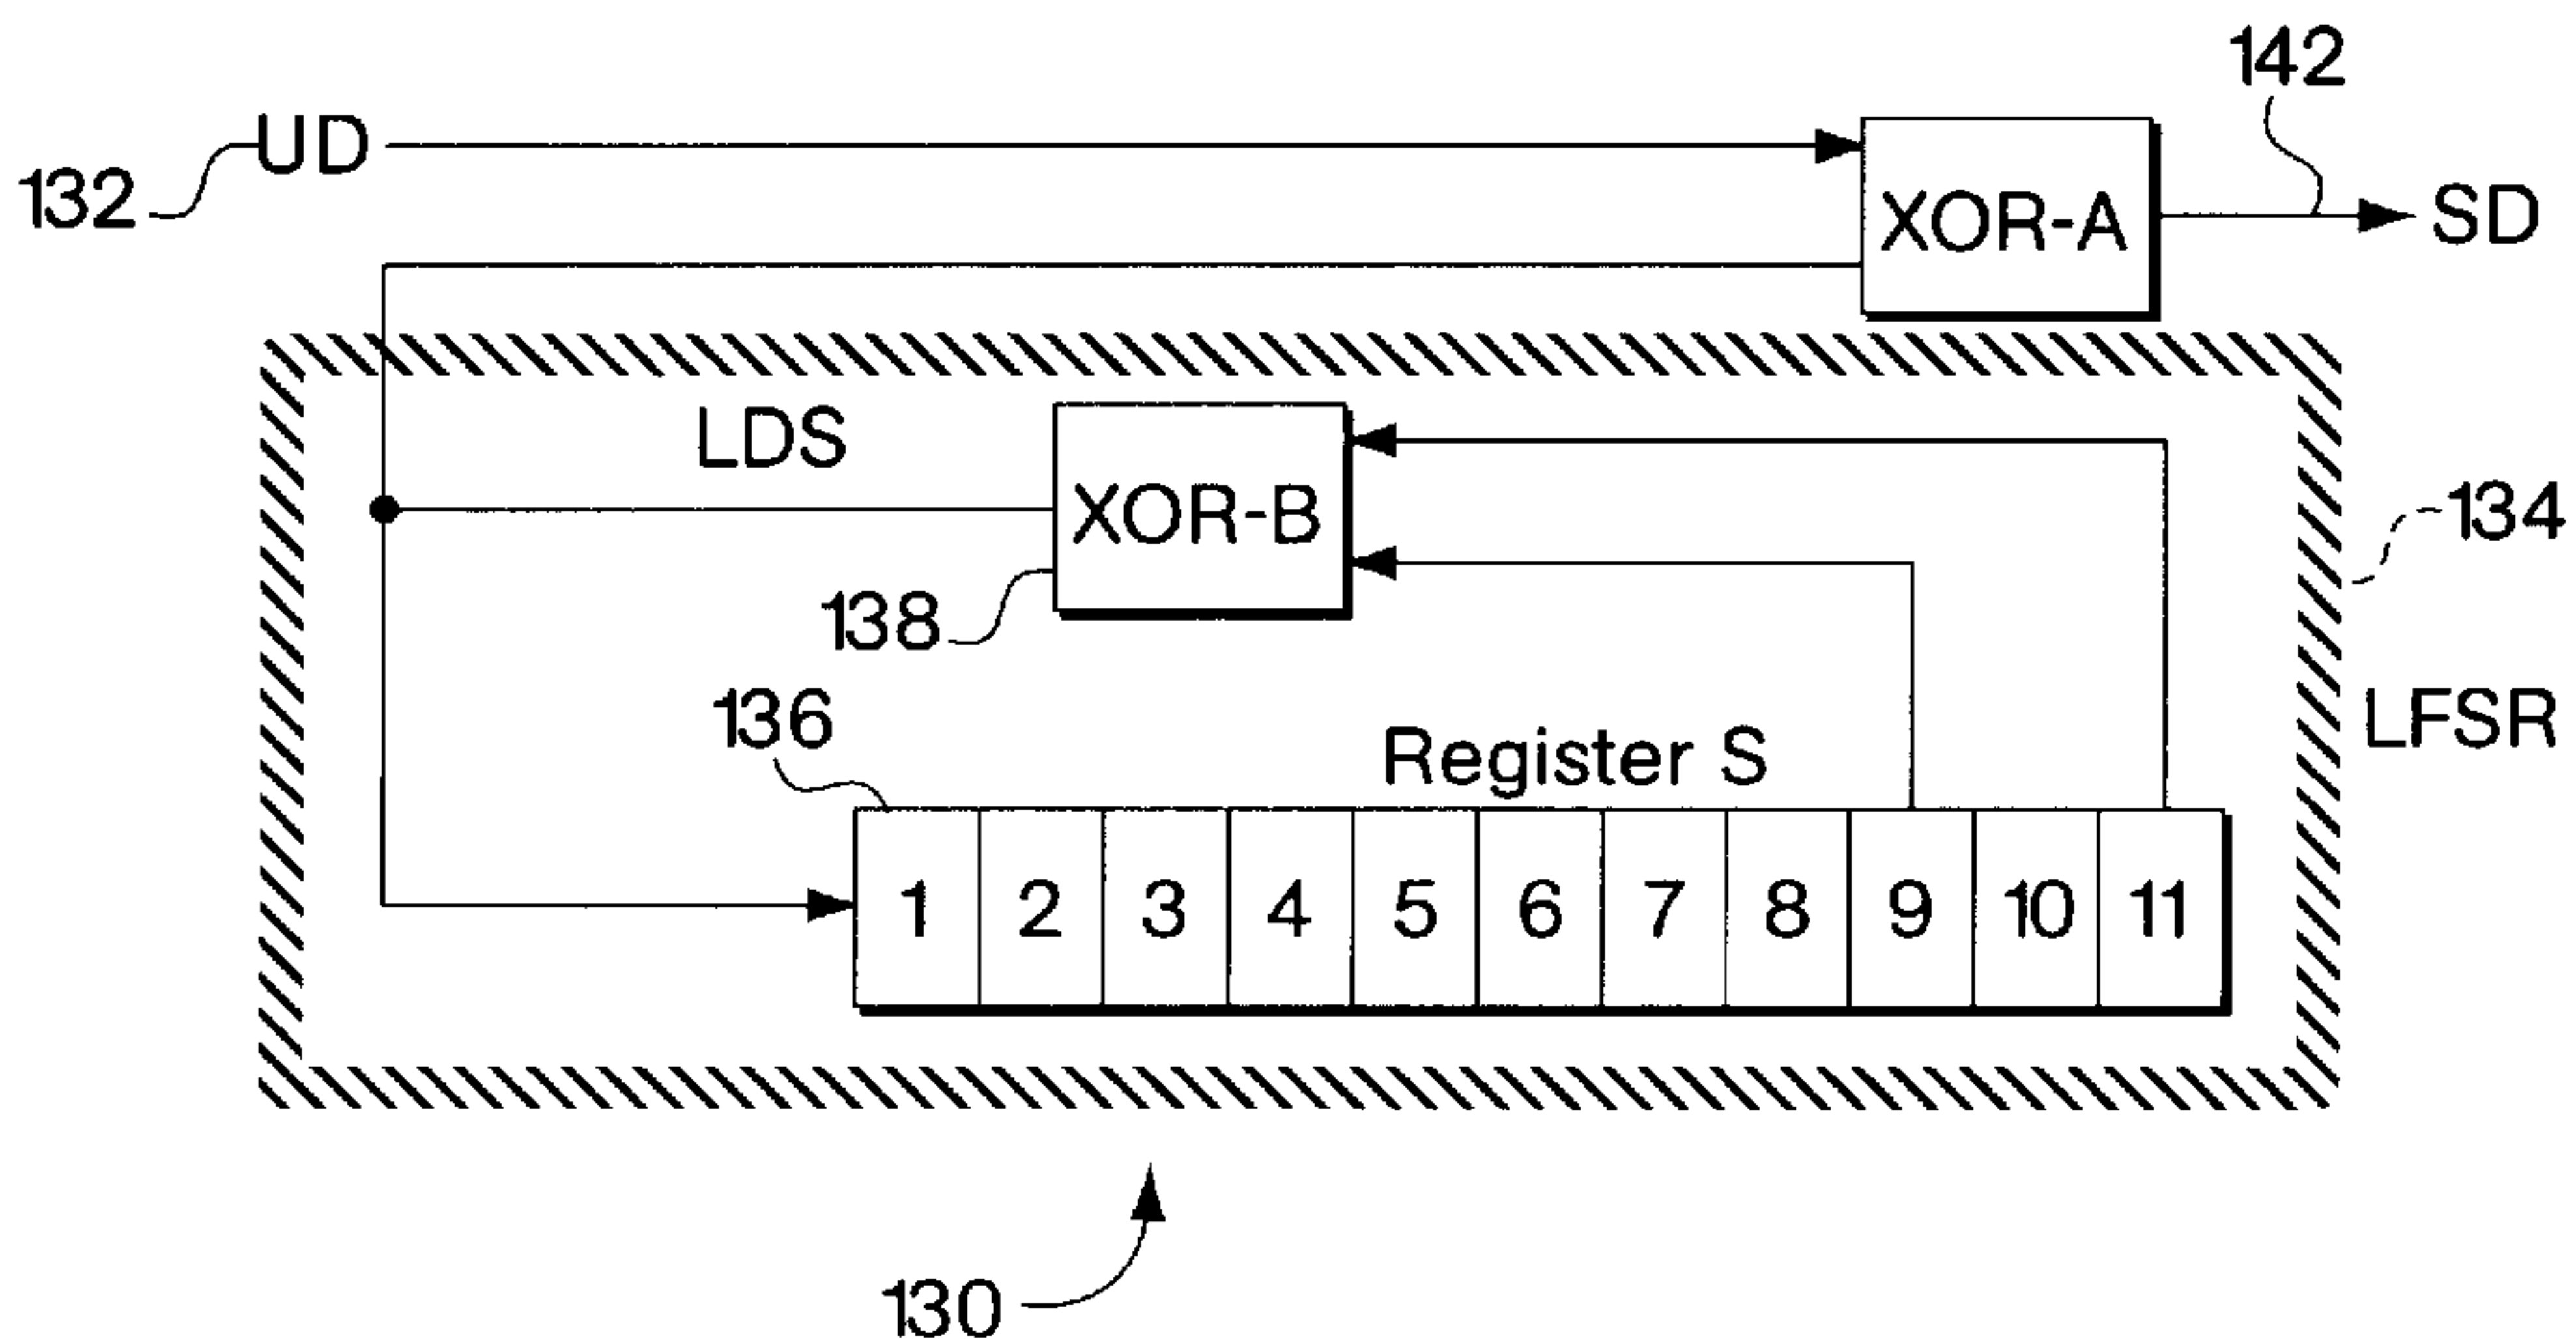 142
UD
132
XOR-A
SD
LDS
XOR-B
134
138
136
Register S
LFSR
1 2 3 4 5 6 7 8 9 10 11
130